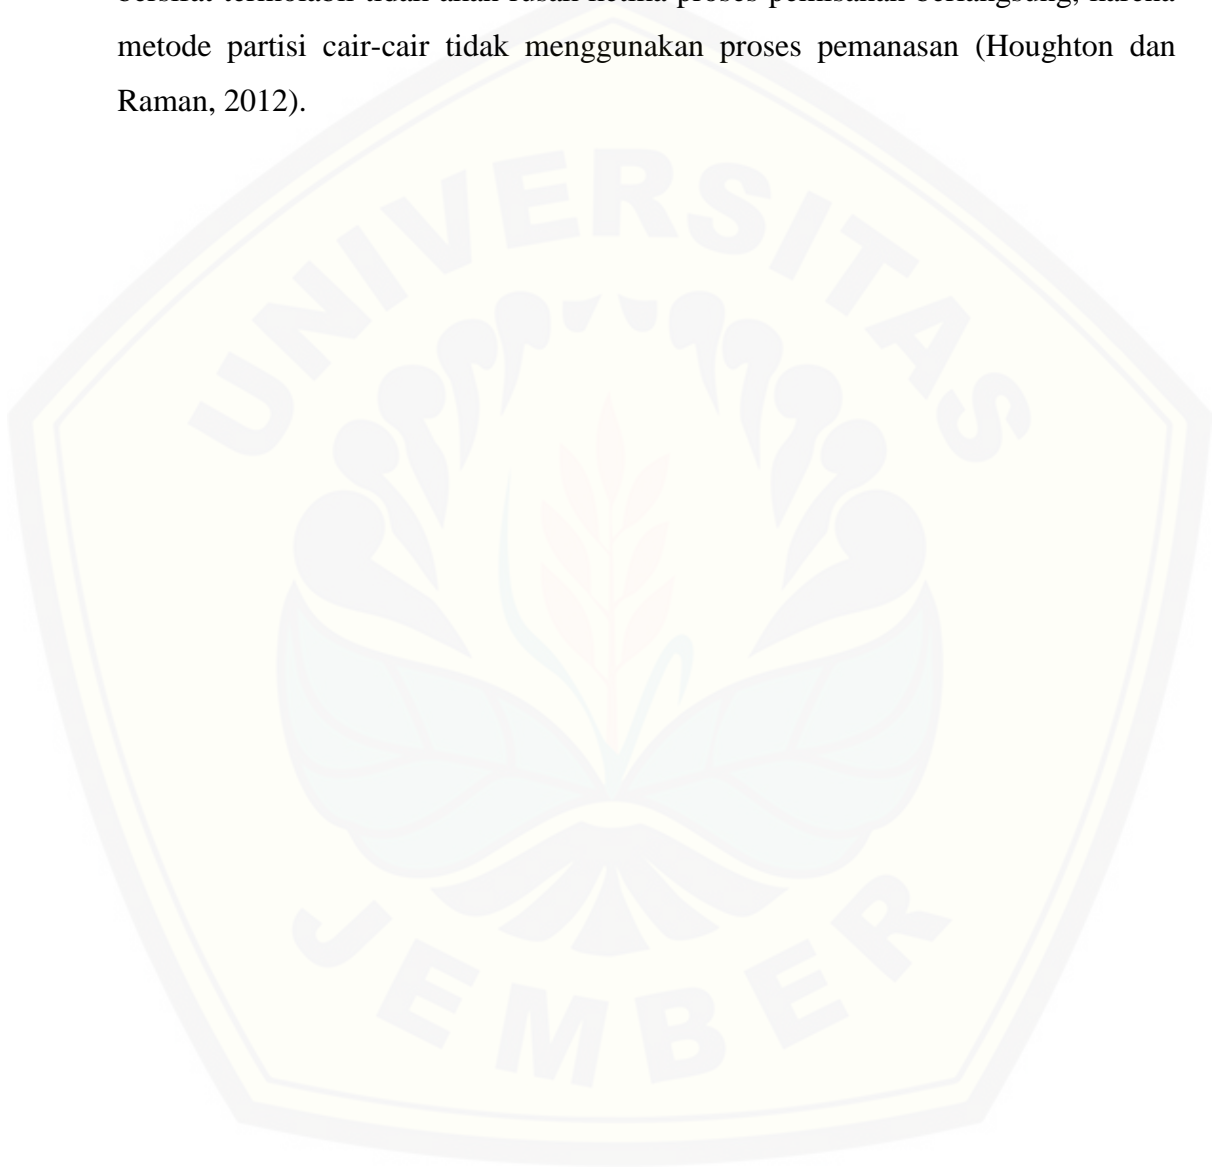 bersifat termolabil tidak akan rusak ketika proses pemisahan berlangsung, karena
metode partisi cair-cair tidak menggunakan proses pemanasan (Houghton dan
Raman, 2012).
UNIVERSITAS
JEMBER